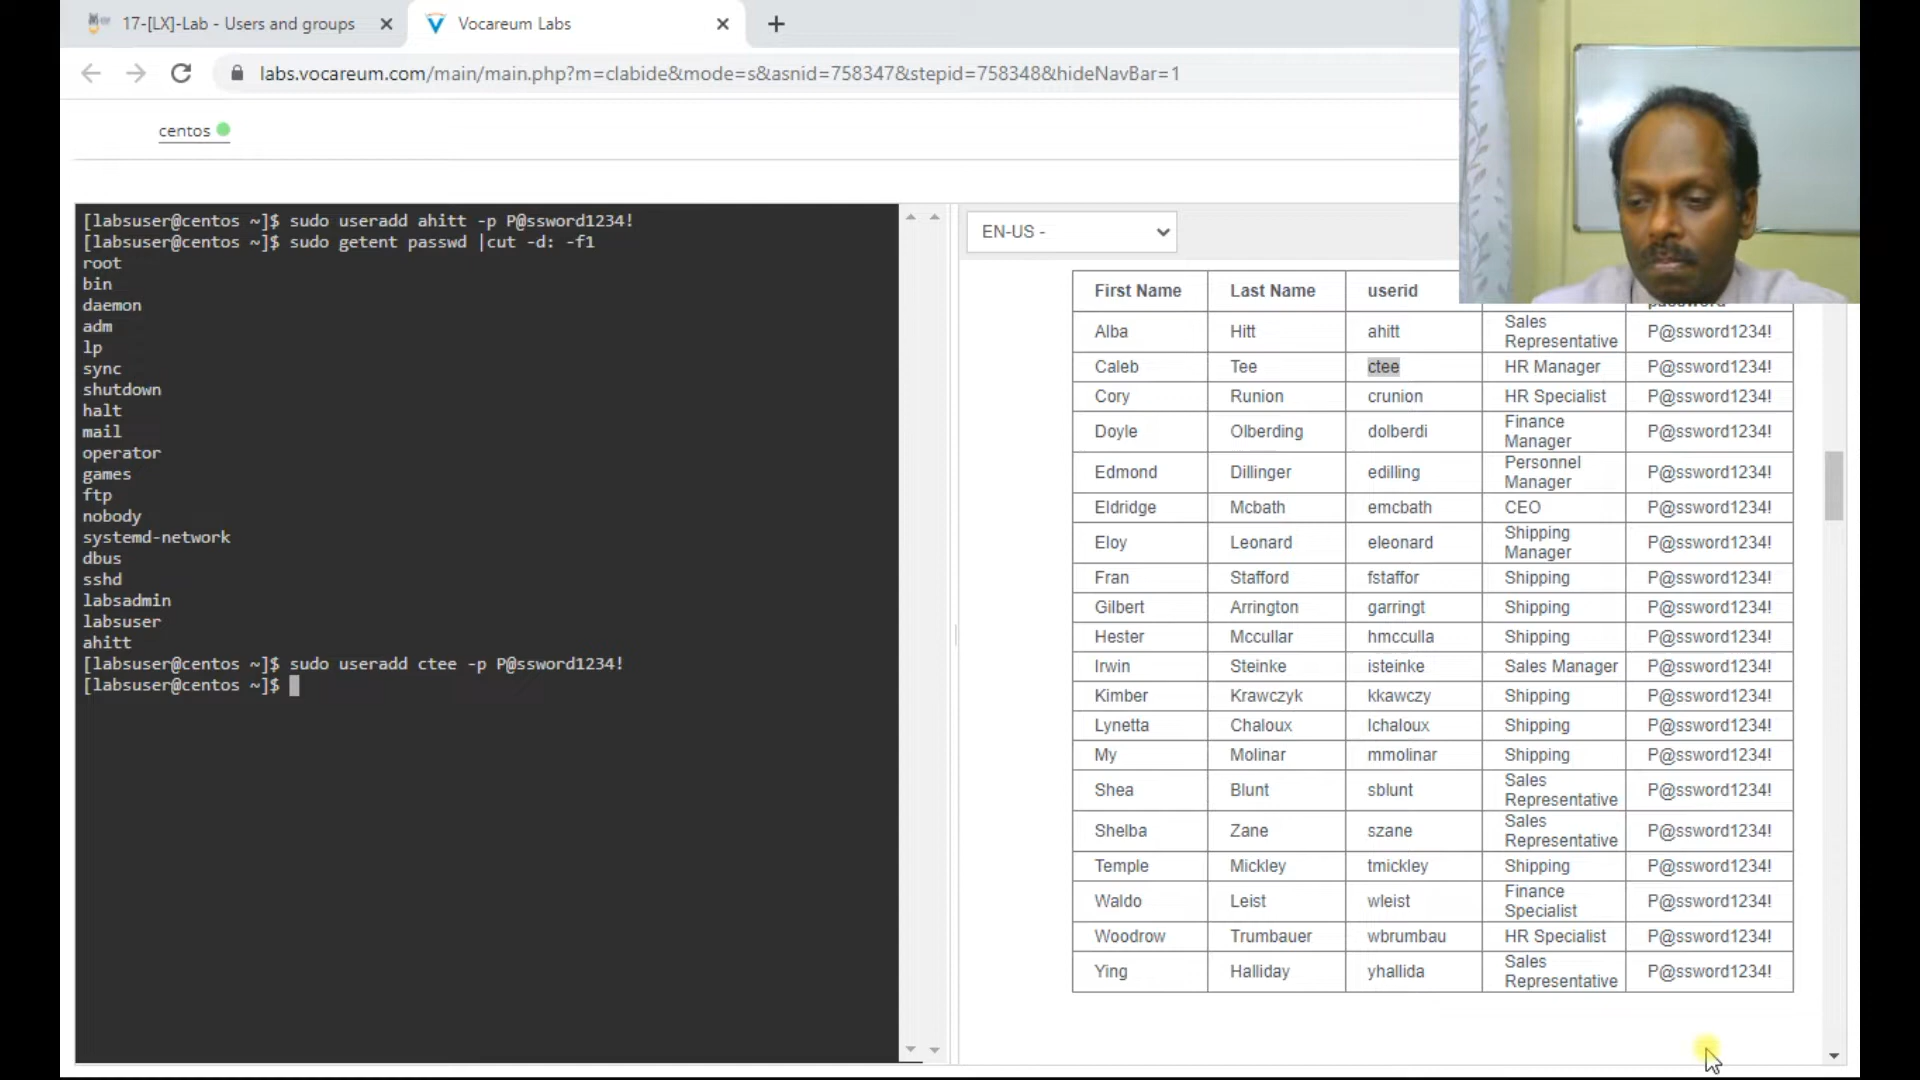 17-[LX]-Lab - Users and groups
Vocareum Labs
labs.vocareum.com/main/main.php?m=clabide&mode=s&asnid=758347&stepid=758348&hideNavBar=1
centos
[labsuser@centos ~]$ sudo useradd ahitt -p P@ssword1234!
[labsuser@centos ~]$ sudo getent passwd |cut -d: -f1
root
bin
daemon
adm
lp
sync
shutdown
halt
mail
operator
games
ftp
nobody
systemd-network
dbus
sshd
labsadmin
labsuser
ahitt
[labsuser@centos ~]$ sudo useradd ctee -p P@ssword1234!
[labsuser@centos ~]$
EN-US -
First Name Last Name userid
Alba Hitt ahitt Sales Representative P@ssword1234!
Caleb Tee ctee HR Manager P@ssword1234!
Cory Runion crunion HR Specialist P@ssword1234!
Doyle Olberding dolberdi Finance Manager P@ssword1234!
Edmond Dillinger edilling Personnel Manager P@ssword1234!
Eldridge Mcbath emcbath CEO P@ssword1234!
Eloy Leonard eleonard Shipping Manager P@ssword1234!
Fran Stafford fstaffor Shipping P@ssword1234!
Gilbert Arrington garringt Shipping P@ssword1234!
Hester Mccullar hmcculla Shipping P@ssword1234!
Irwin Steinke isteinke Sales Manager P@ssword1234!
Kimber Krawczyk kkawczy Shipping P@ssword1234!
Lynetta Chaloux lchaloux Shipping P@ssword1234!
My Molinar mmolinar Shipping P@ssword1234!
Shea Blunt sblunt Sales Representative P@ssword1234!
Shelba Zane szane Sales Representative P@ssword1234!
Temple Mickley tmickley Shipping P@ssword1234!
Waldo Leist wleist Finance Specialist P@ssword1234!
Woodrow Trumbauer wbrumbau HR Specialist P@ssword1234!
Ying Halliday yhallida Sales Representative P@ssword1234!